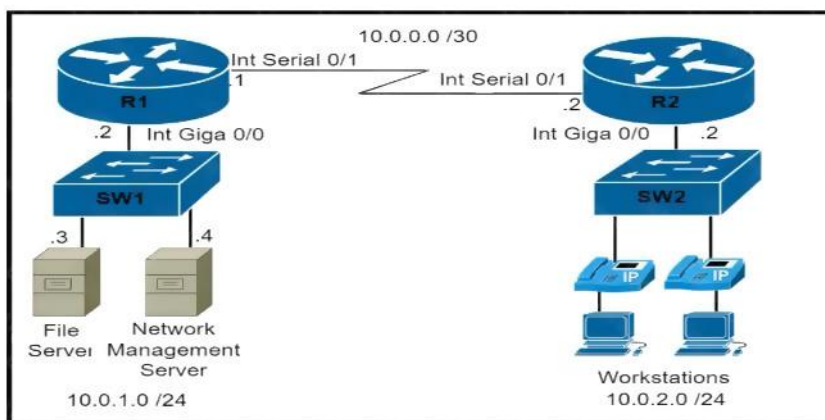 10.0.0.0 /30
Int Serial 0/1
.1
Int Serial 0/1
.2
R1
R2
.2
Int Giga 0/0
Int Giga 0/0
.2
SW1
SW2
.3
.4
IP
IP
File
Server
Network
Management
Server
Workstations
10.0.1.0 /24
10.0.2.0 /24